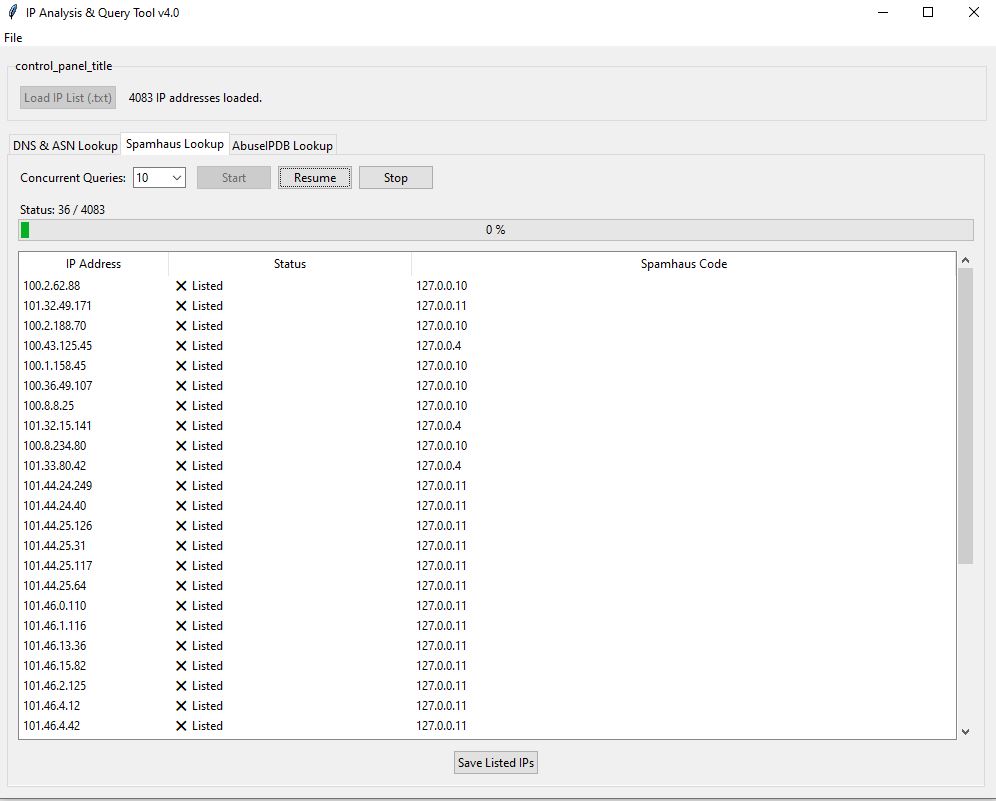 IP Analysis & Query Tool v4.0
File
control_panel_title
Load IP List (.txt) 4083 IP addresses loaded.
DNS & ASN Lookup Spamhaus Lookup AbuseIPDB Lookup
Concurrent Queries: 10 Start Resume Stop
Status: 36 / 4083
0 %
IP Address Status Spamhaus Code
100.2.62.88 ✕ Listed 127.0.0.10
101.32.49.171 ✕ Listed 127.0.0.11
100.2.188.70 ✕ Listed 127.0.0.10
100.43.125.45 ✕ Listed 127.0.0.4
100.1.158.45 ✕ Listed 127.0.0.10
100.36.49.107 ✕ Listed 127.0.0.10
100.8.8.25 ✕ Listed 127.0.0.10
101.32.15.141 ✕ Listed 127.0.0.4
100.8.234.80 ✕ Listed 127.0.0.10
101.33.80.42 ✕ Listed 127.0.0.4
101.44.24.249 ✕ Listed 127.0.0.11
101.44.24.40 ✕ Listed 127.0.0.11
101.44.25.126 ✕ Listed 127.0.0.11
101.44.25.31 ✕ Listed 127.0.0.11
101.44.25.117 ✕ Listed 127.0.0.11
101.44.25.64 ✕ Listed 127.0.0.11
101.46.0.110 ✕ Listed 127.0.0.11
101.46.1.116 ✕ Listed 127.0.0.11
101.46.13.36 ✕ Listed 127.0.0.11
101.46.15.82 ✕ Listed 127.0.0.11
101.46.2.125 ✕ Listed 127.0.0.11
101.46.4.12 ✕ Listed 127.0.0.11
101.46.4.42 ✕ Listed 127.0.0.11
Save Listed IPs